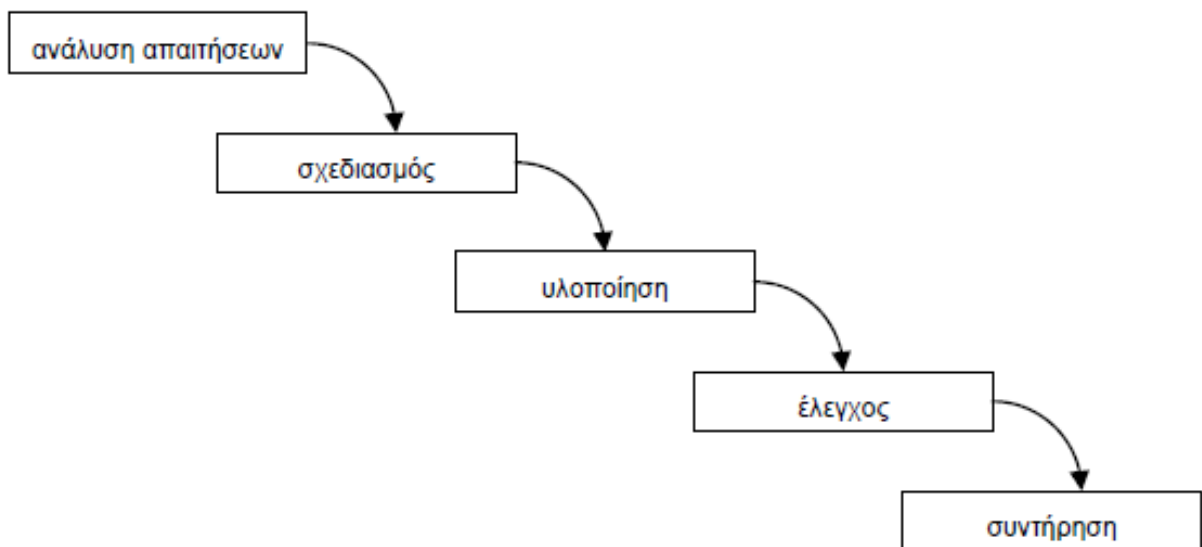 ανάλυση απαιτήσεων
σχεδιασμός
υλοποίηση
έλεγχος
συντήρηση